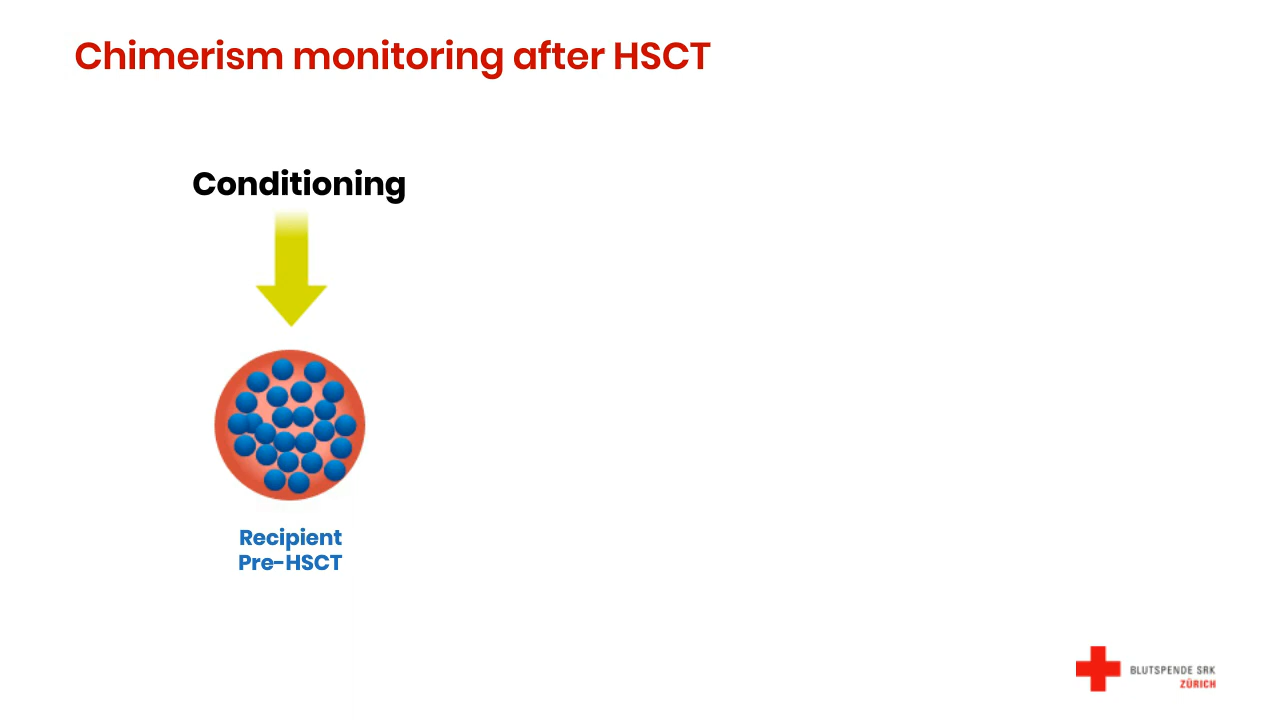 Chimerism monitoring after HSCT
Conditioning
Recipient
Pre-HSCT
BLUTSPENDE SRK
ZÜRICH